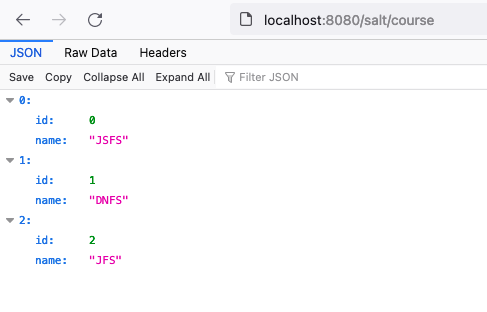 localhost:8080/salt/course
JSON Raw Data Headers
Save Copy Collapse All Expand All Filter JSON
0:
id: 0
name: "JSFS"
1:
id: 1
name: "DNFS"
2:
id: 2
name: "JFS"